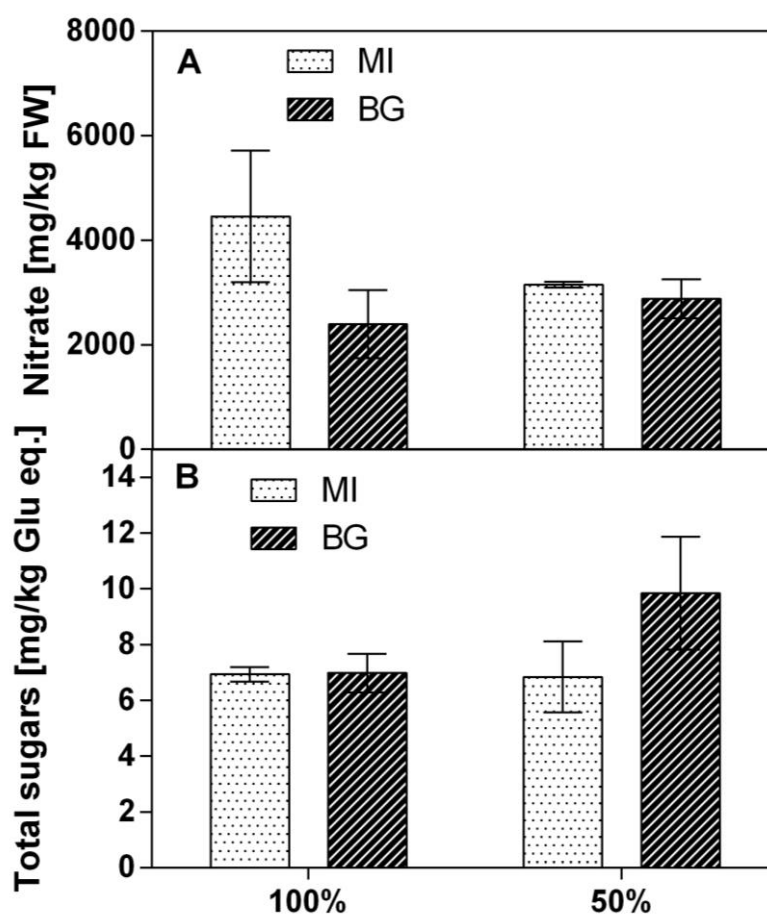 Nitrate [mg/kg FW]
8000
6000
4000
2000
0
A
MI
BG
Total sugars [mg/kg Glu eq.]
14
12
10
8
6
4
2
0
B
MI
BG
100%
50%